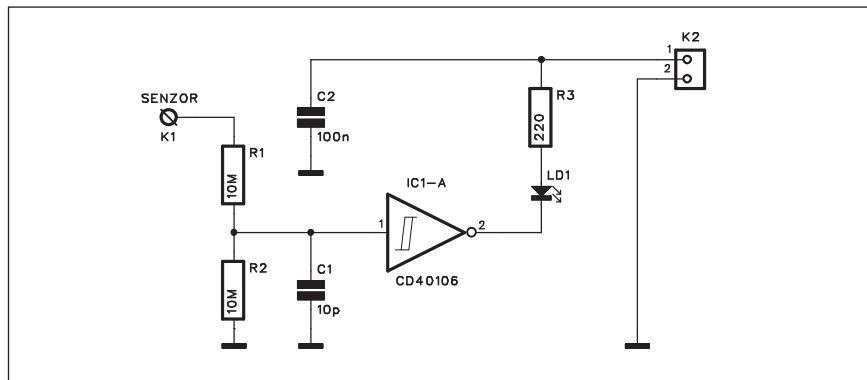 K2
1
2
SENZOR
K1
C2
100n
R3
220
R1
10M
LD1
IC1-A
1
2
CD40106
R2
10M
C1
10p